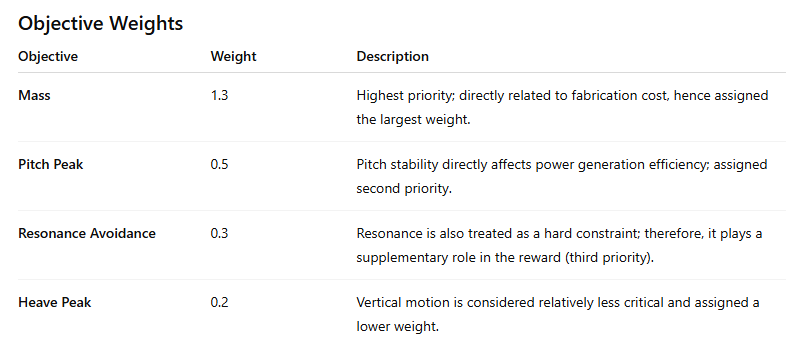 Objective Weights
Objective Weight Description
Mass 1.3 Highest priority; directly related to fabrication cost, hence assigned
the largest weight.
Pitch Peak 0.5 Pitch stability directly affects power generation efficiency; assigned
second priority.
Resonance Avoidance 0.3 Resonance is also treated as a hard constraint; therefore, it plays a
supplementary role in the reward (third priority).
Heave Peak 0.2 Vertical motion is considered relatively less critical and assigned a
lower weight.